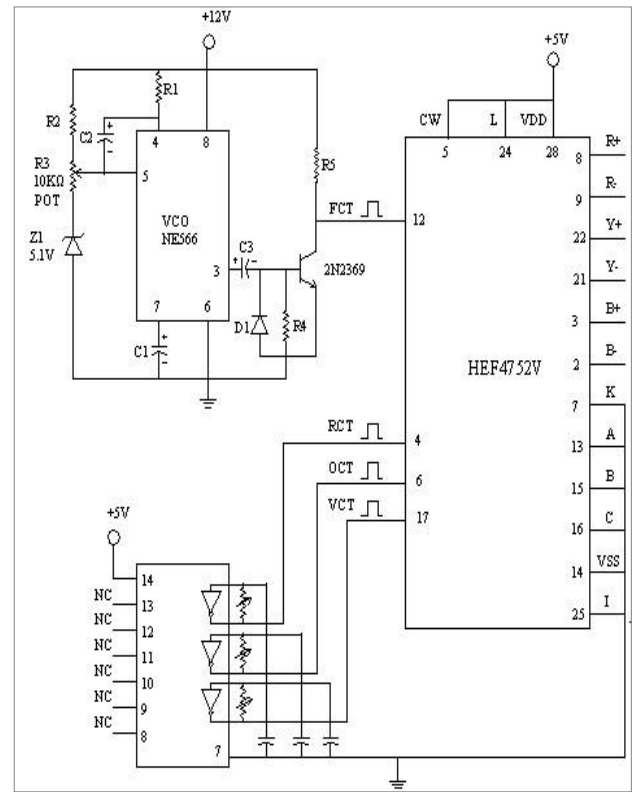 +12V
+5V
R1
R2
C2
4
8
CW
L
VDD
5
24
28
R+
8
R3
10KΩ
POT
5
R5
R-
9
VCO
NE566
FCT
12
Y+
22
Z1
5.1V
C3
3
2N2369
Y-
21
7
6
D1
R4
B+
3
C1
B-
2
HEF4752V
K
7
RCT
4
A
13
OCT
6
B
15
VCT
17
C
16
+5V
VSS
14
14
I
25
NC
13
NC
12
NC
11
NC
10
NC
9
NC
8
7